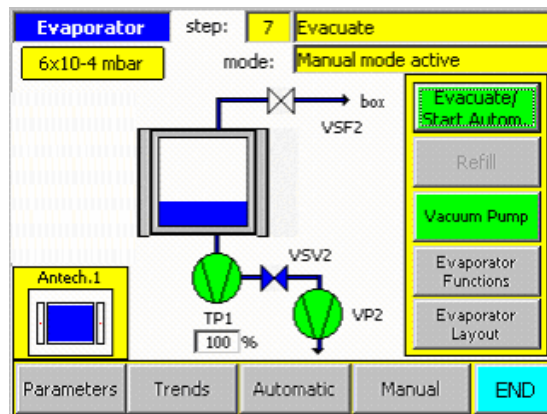 Evaporator step: 7 Evacuate
6x10-4 mbar mode: Manual mode active
box
VSF2
Evacuate/
Start Autom.
Refill
Vacuum Pump
VSV2
Evaporator
Functions
Antech.1
TP1
VP2
100 %
Evaporator
Layout
Parameters Trends Automatic Manual END